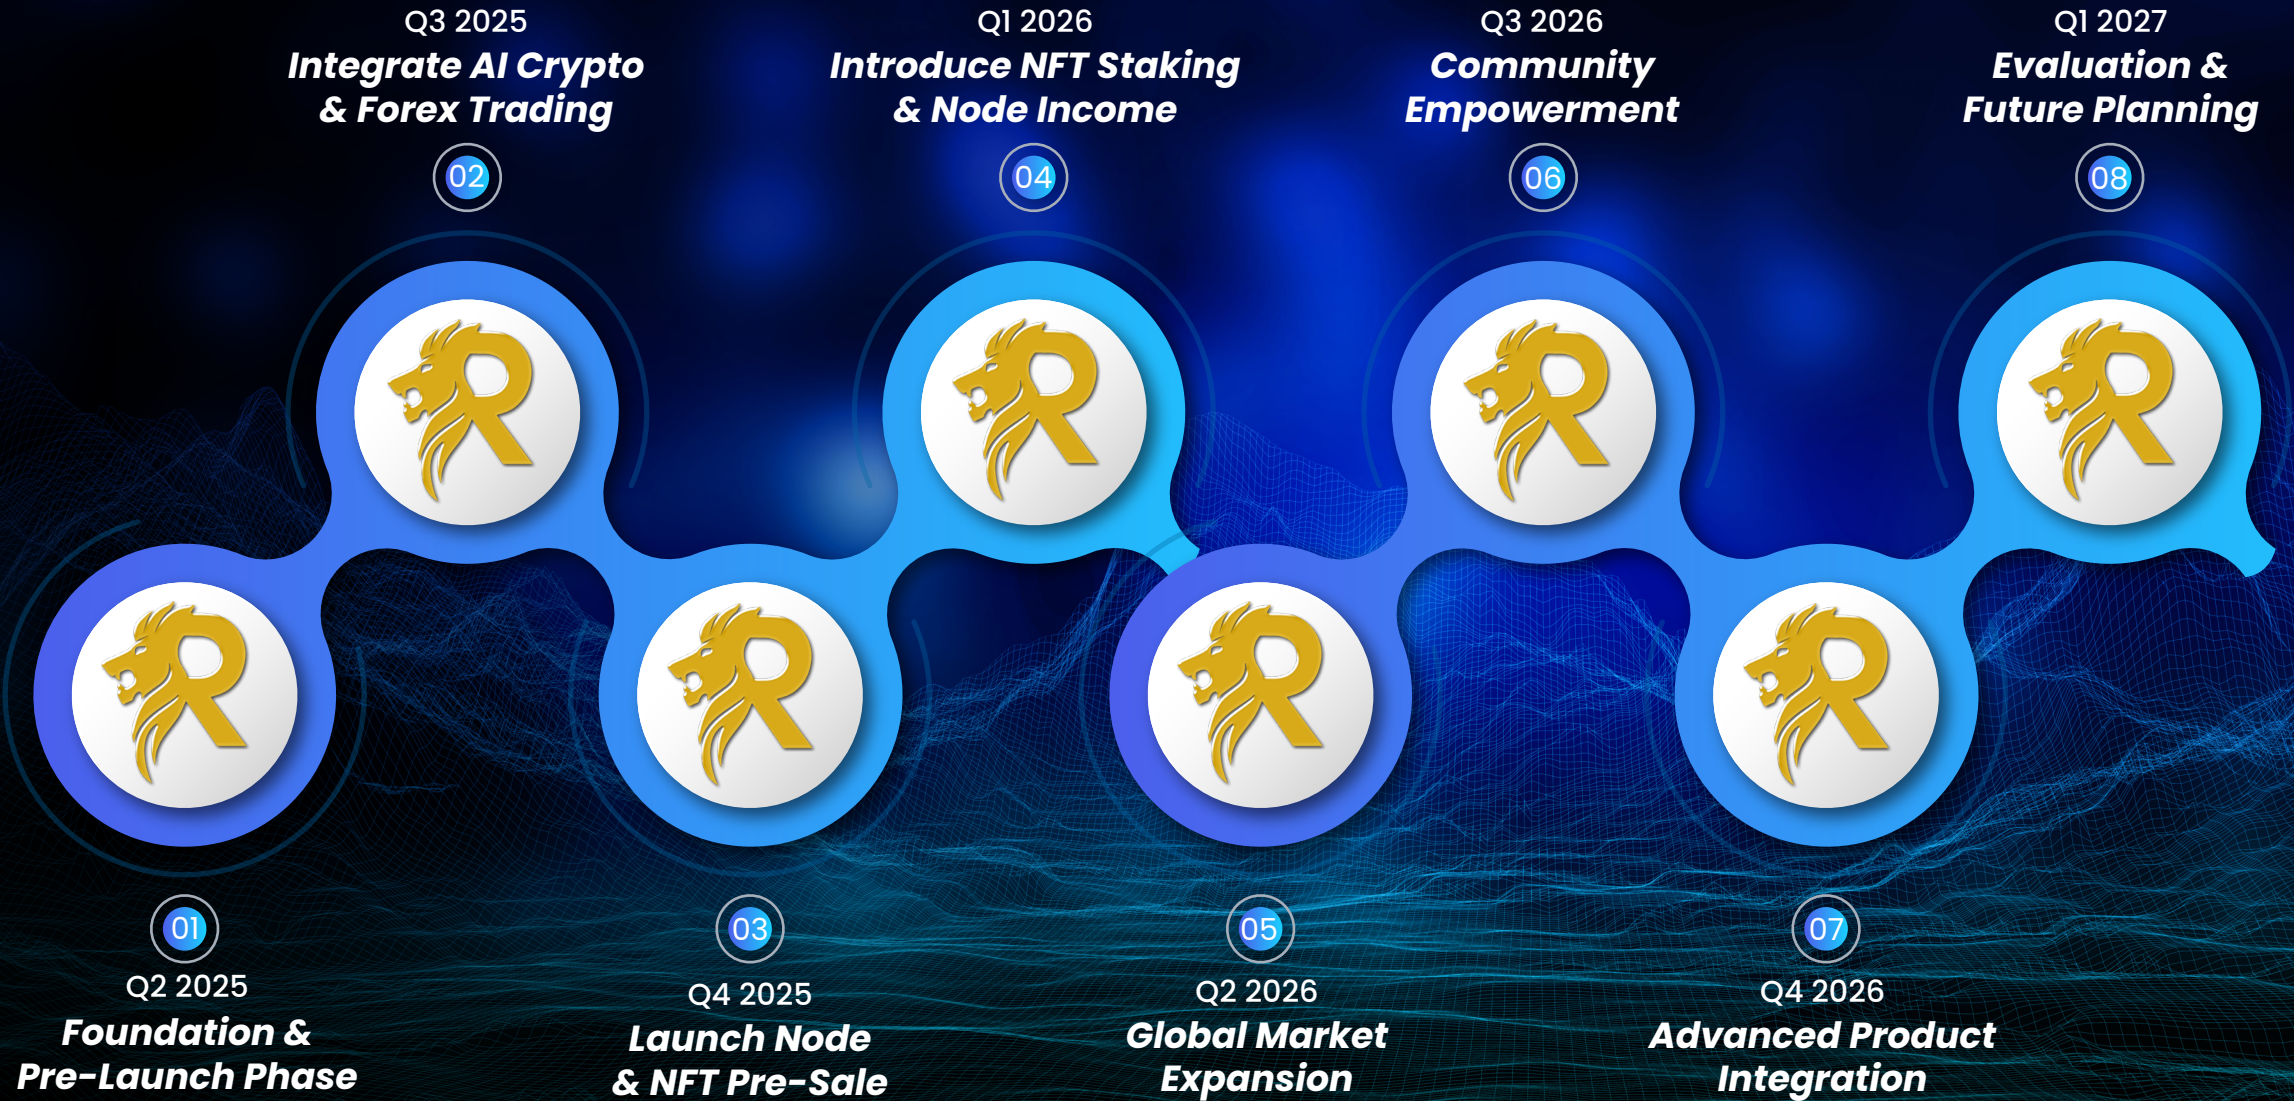 Q2 2025
Foundation &
Pre-Launch Phase
01
Q3 2025
Integrate AI Crypto
& Forex Trading
02
Q4 2025
Launch Node
& NFT Pre-Sale
03
Q1 2026
Introduce NFT Staking
& Node Income
04
Q2 2026
Global Market
Expansion
05
Q3 2026
Community
Empowerment
06
Q4 2026
Advanced Product
Integration
07
Q1 2027
Evaluation &
Future Planning
08
R
R
R
R
R
R
R
R